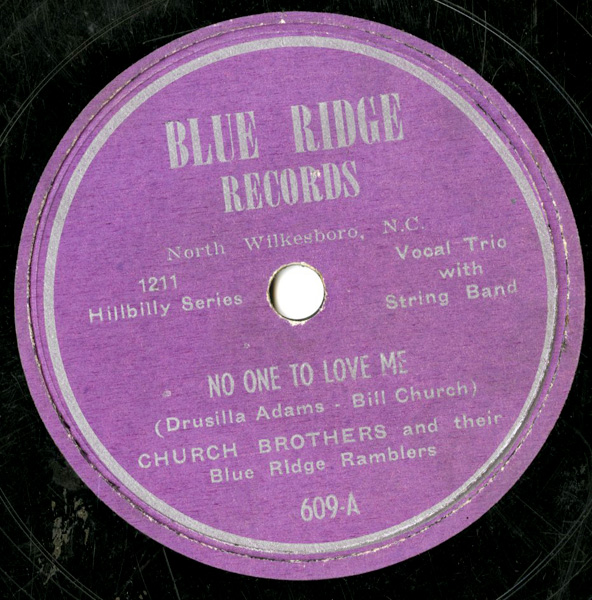 BLUE RIDGE
RECORDS
North Wilkesboro, N.C.
1211
Hillbilly Series
Vocal Trio
with
String Band
NO ONE TO LOVE ME
(Drusilla Adams - Bill Church)
CHURCH BROTHERS and their
Blue RIdge Ramblers
609-A